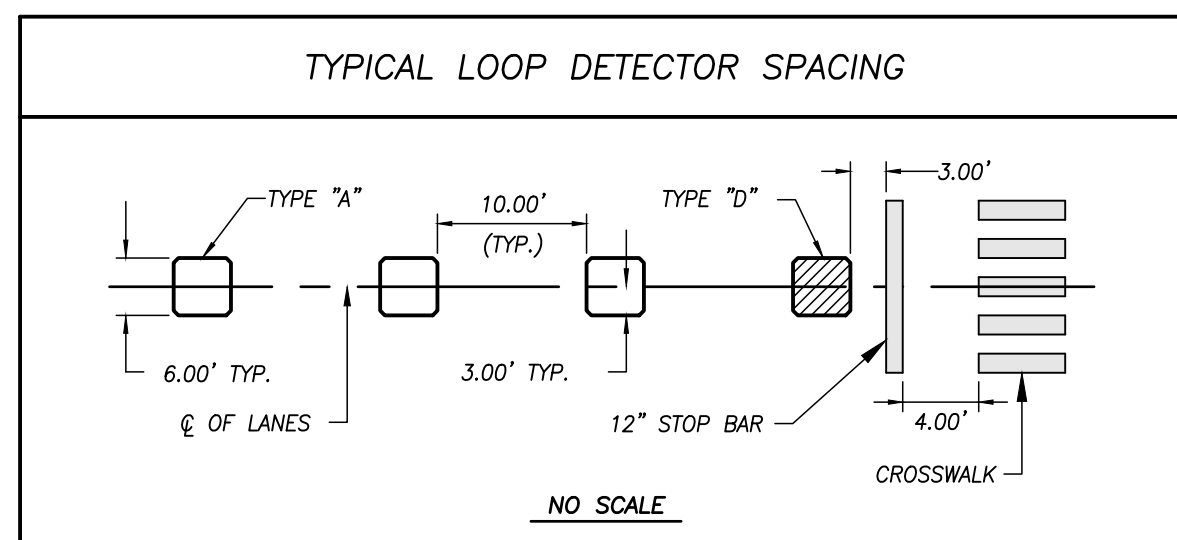 TYPICAL LOOP DETECTOR SPACING
TYPE "A"
10.00'
(TYP.)
TYPE "D"
3.00'
6.00' TYP.
3.00' TYP.
℄ OF LANES
12" STOP BAR
4.00'
CROSSWALK
NO SCALE